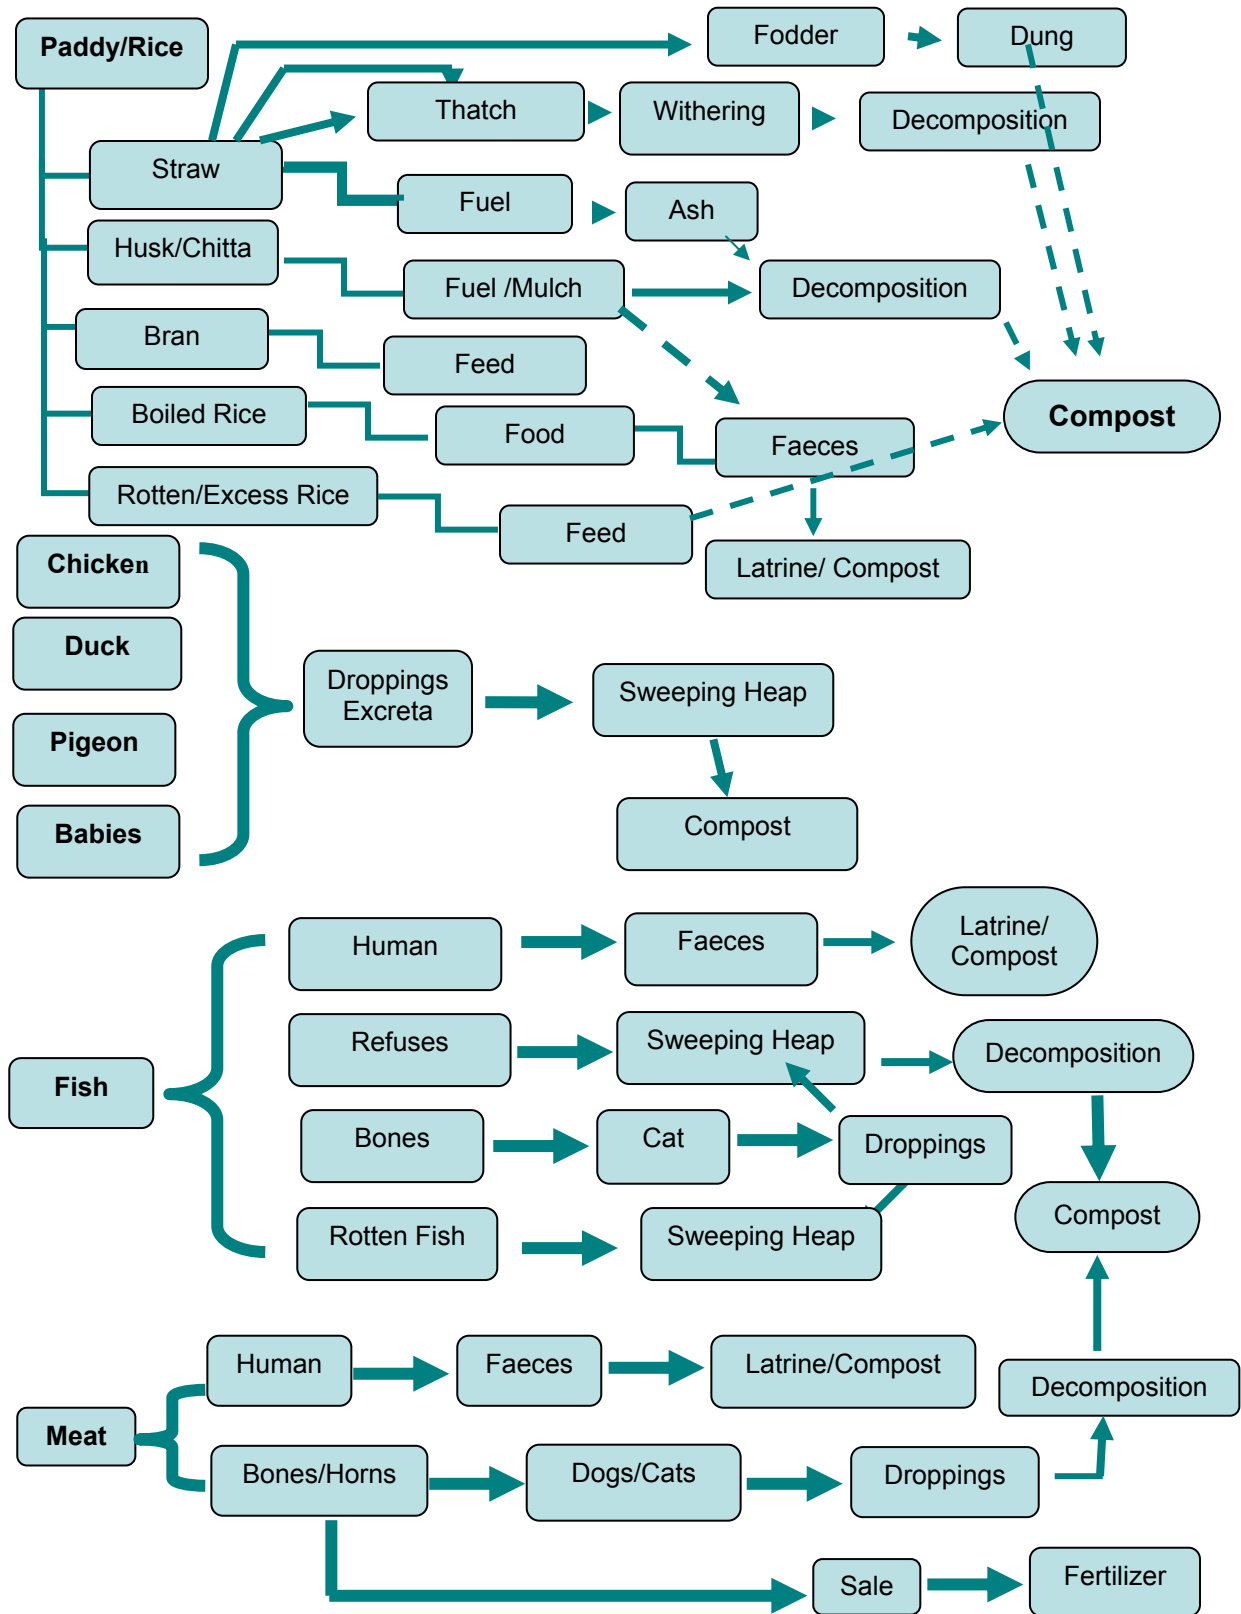 Paddy/Rice
Fodder
Dung
Thatch
Withering
Decomposition
Straw
Fuel
Ash
Husk/Chitta
Fuel /Mulch
Decomposition
Bran
Feed
Boiled Rice
Food
Faeces
Compost
Rotten/Excess Rice
Feed
Latrine/ Compost
Chicken
Duck
Pigeon
Babies
Droppings
Excreta
Sweeping Heap
Compost
Fish
Human
Faeces
Latrine/
Compost
Refuses
Sweeping Heap
Decomposition
Bones
Cat
Droppings
Rotten Fish
Sweeping Heap
Compost
Meat
Human
Faeces
Latrine/Compost
Decomposition
Bones/Horns
Dogs/Cats
Droppings
Sale
Fertilizer